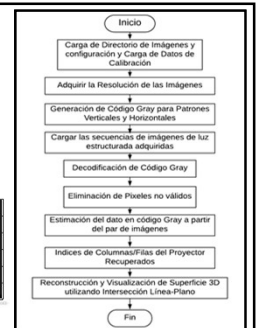 Inicio
Carga de Directorio de Imágenes y
configuración y Carga de Datos de
Calibración
Adquirir la Resolución de las Imágenes
Generación de Código Gray para Patrones
Verticales y Horizontales
Cargar las secuencias de imágenes de luz
estructurada adquiridas
Decodificación de Código Gray
Eliminación de Pixeles no válidos
Estimación del dato en código Gray a partir
del par de imágenes
Indices de Columnas/Filas del Proyector
Recuperados
Reconstrucción y Visualización de Superficie 3D
utilizando Intersección Línea-Plano
Fin